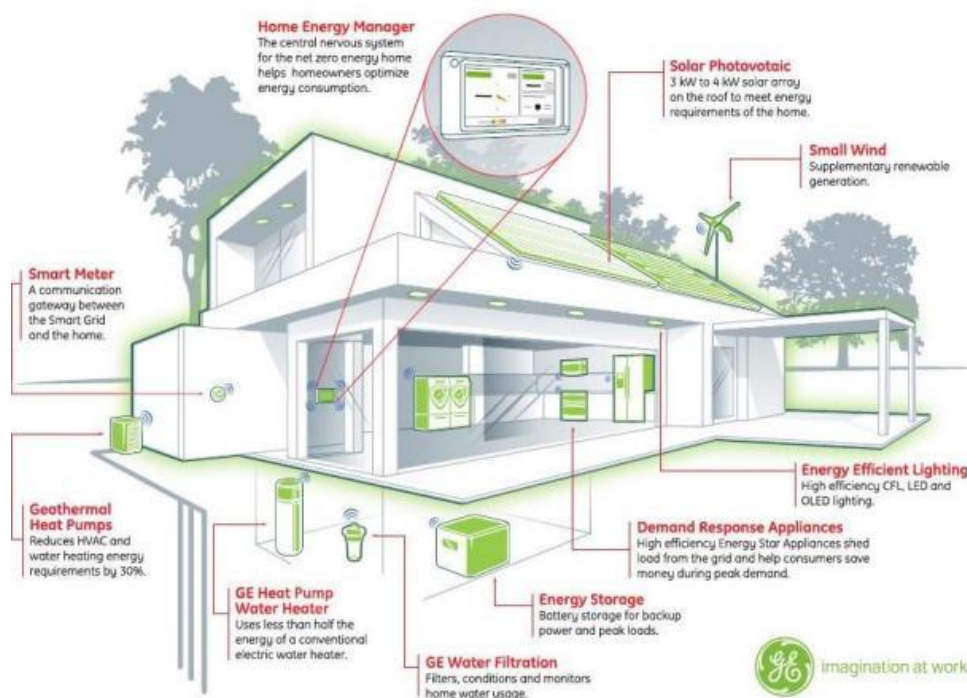 Home Energy Manager
The central nervous system
for the net zero energy home
helps homeowners optimize
energy consumption.
Solar Photovotaic
3 kW to 4 kW solar array
on the roof to meet energy
requirements of the home.
Small Wind
Supplementary renewable
generation.
Smart Meter
A communication
gateway between
the Smart Grid
and the home.
Geothermal
Heat Pumps
Reduces HVAC and
water heating energy
requirements by 30%.
GE Heat Pump
Water Heater
Uses less than half the
energy of a conventional
electric water heater.
GE Water Filtration
Filters, conditions and monitors
home water usage.
Energy Storage
Battery storage for backup
power and peak loads.
Demand Response Appliances
High efficiency Energy Star Appliances shed
load from the grid and help consumers save
money during peak demand.
Energy Efficient Lighting
High efficiency CFL, LED and
OLED lighting.
GE imagination at work